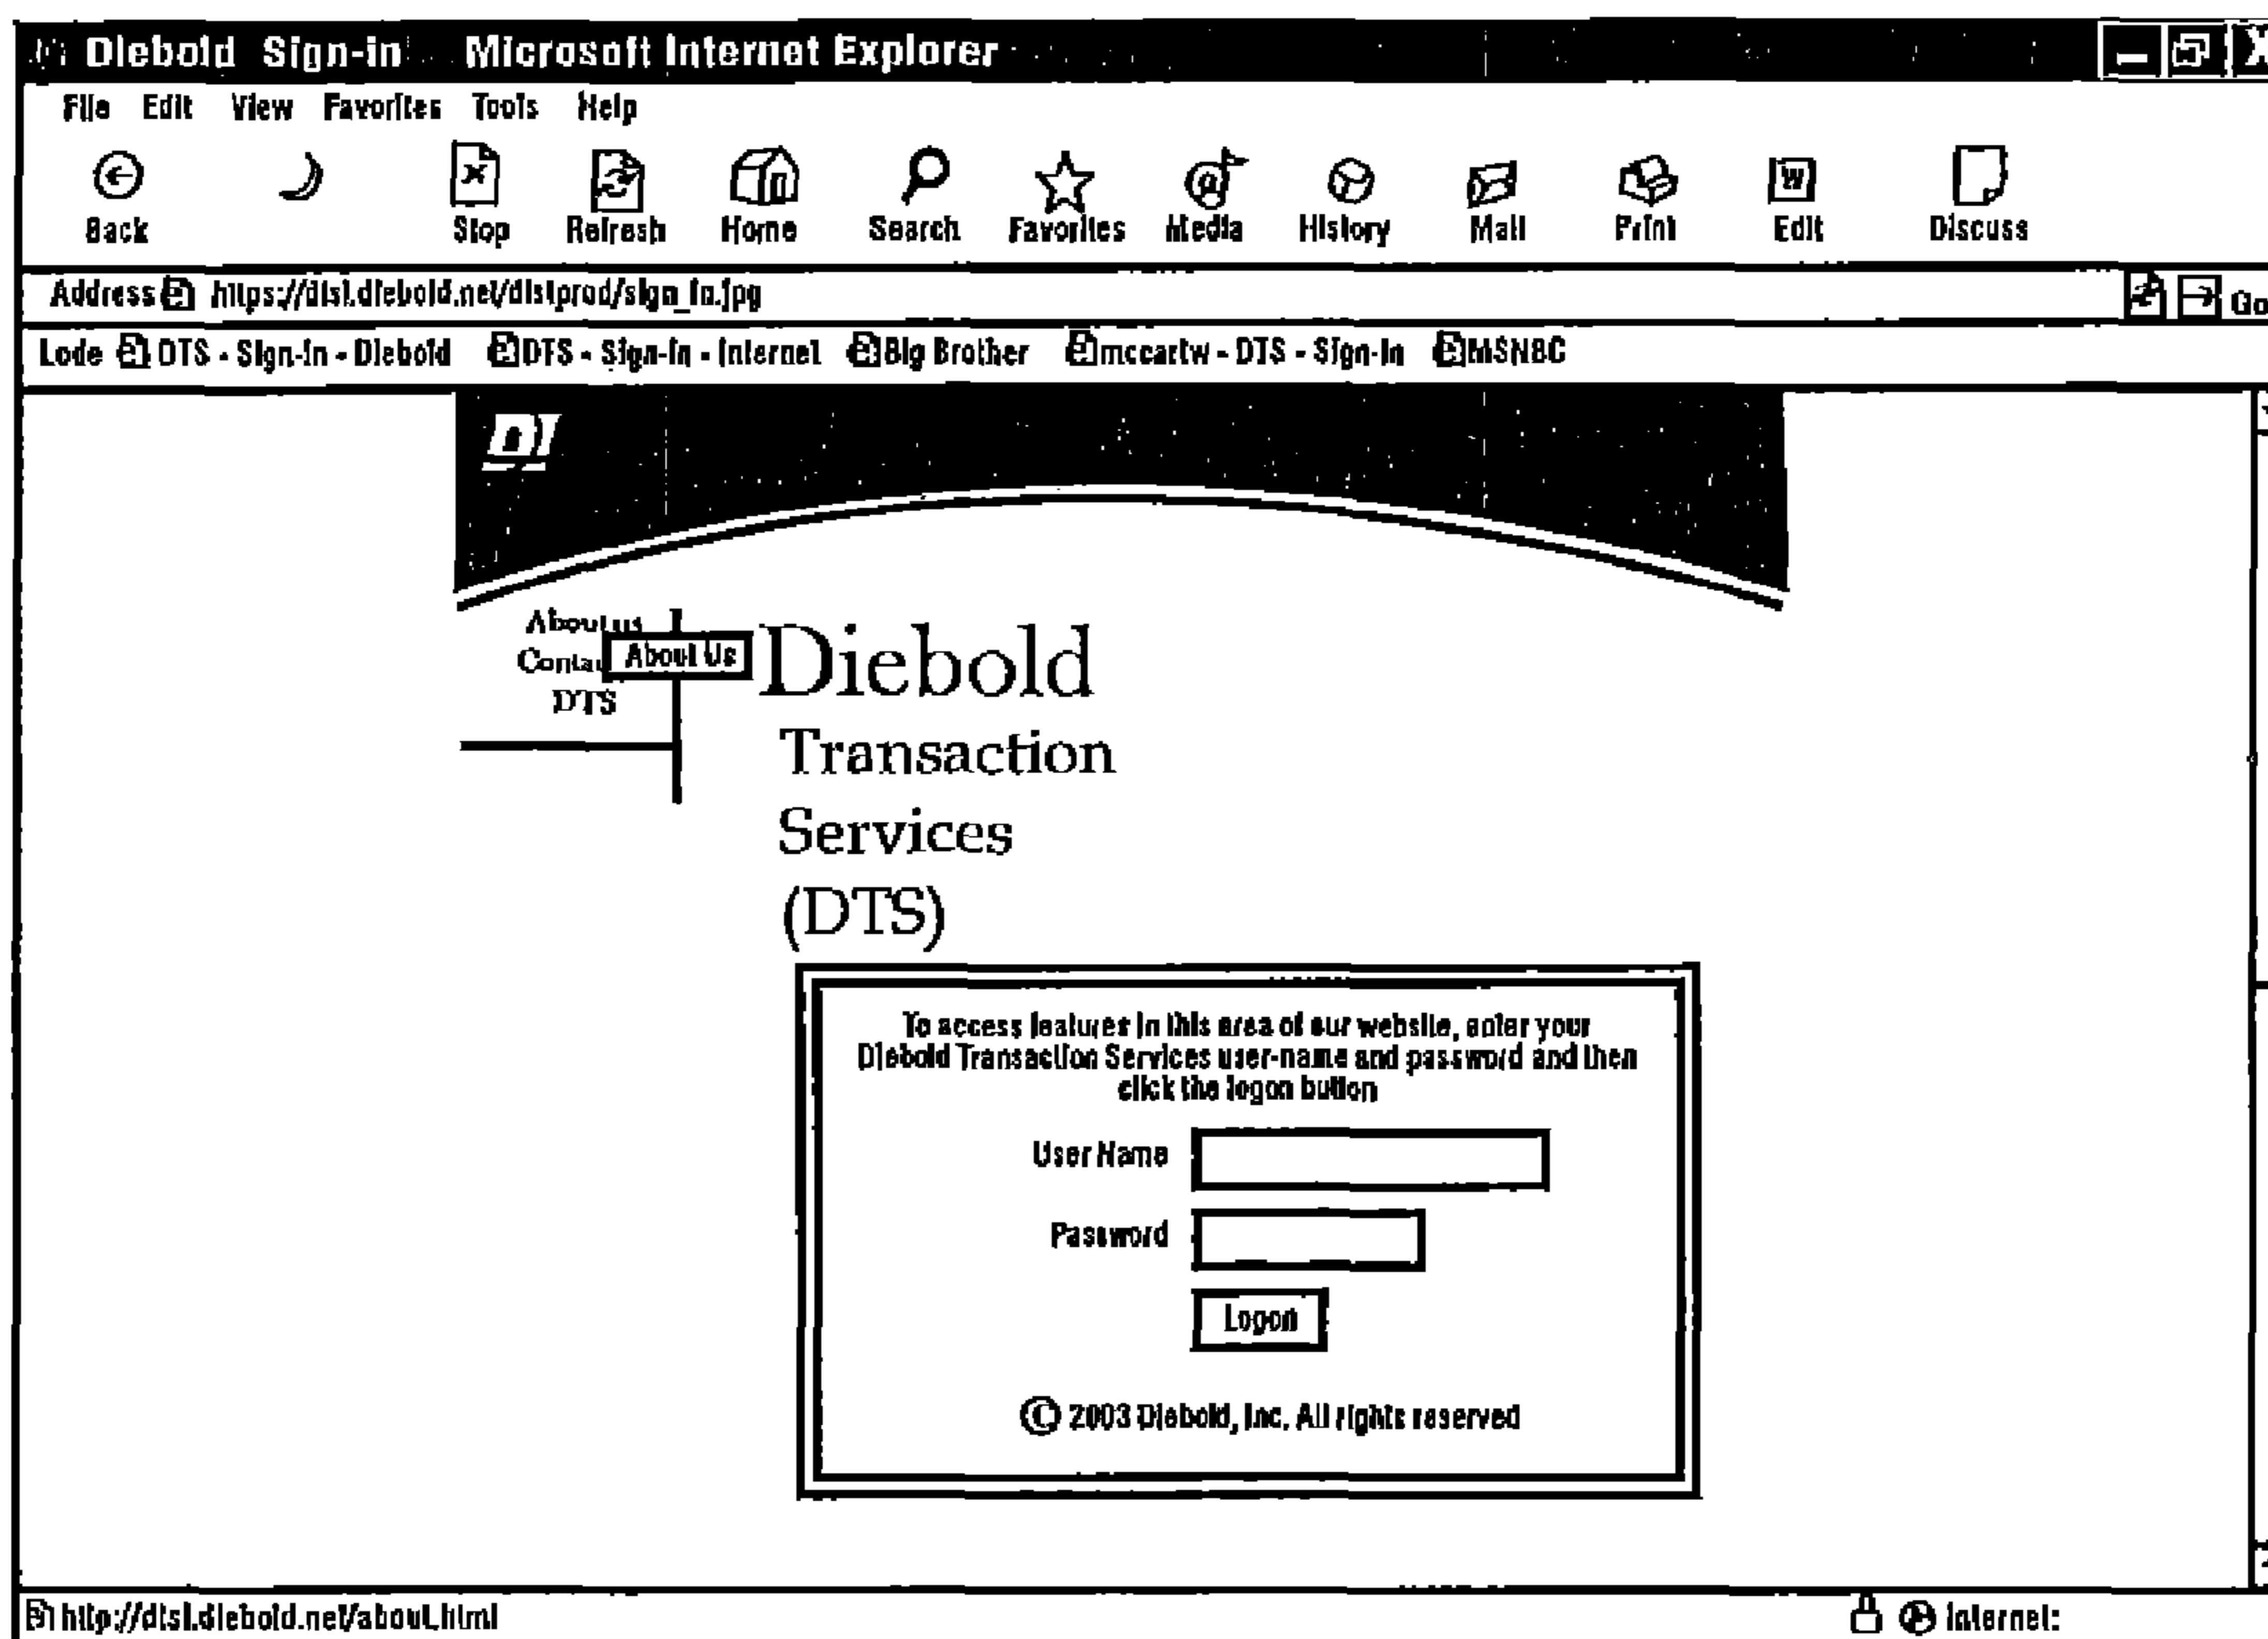 Diebold Sign-in Microsoft Internet Explorer
File Edit View Favorites Tools Help
Back Stop Refresh Home Search Favorites Media History Mail Print Edit Discuss
Address https://dtsl.diebold.net/dtstprod/sign_in.jpg Go
DTS - Sign-In - Diebold DTS - Sign-In - Internet Big Brother mccartw - DTS - Sign-In MSNBC
About us
About Us
DTS
Diebold
Transaction
Services
(DTS)
To access features in this area of our website, enter your
Diebold Transaction Services user-name and password and then
click the logon button
User Name
Password
Logon
© 2003 Diebold, Inc. All rights reserved
http://dtsl.diebold.net/about.html Internet: